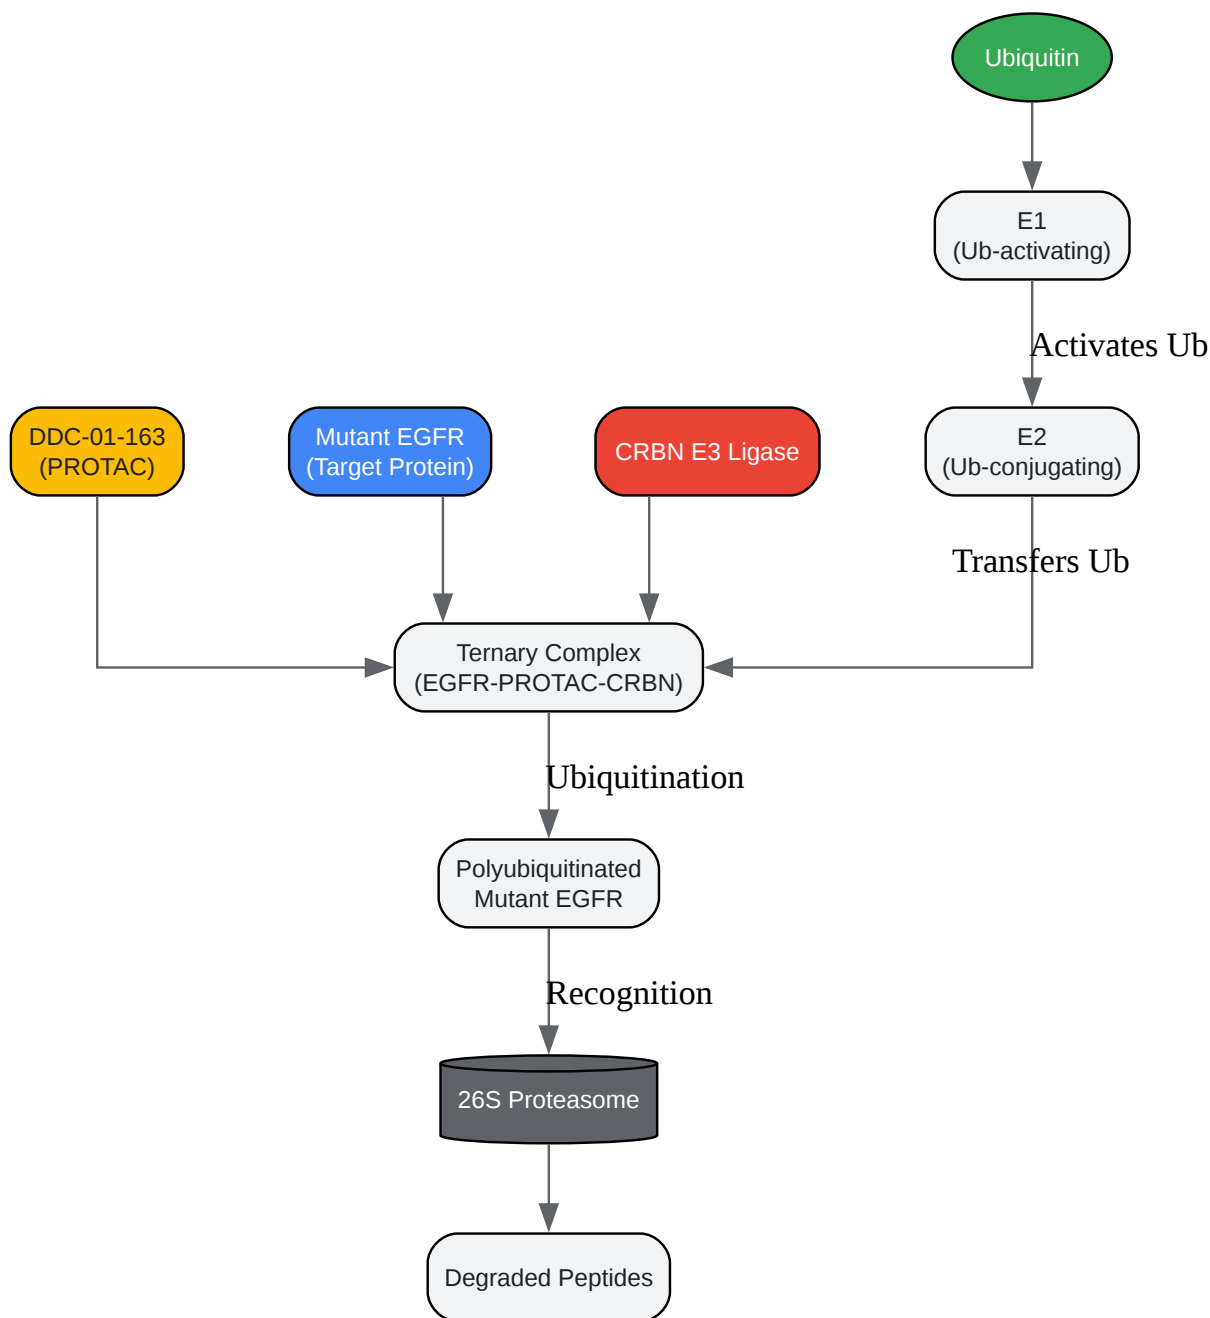 Ubiquitin
E1
(Ub-activating)
Activates Ub
DDC-01-163
(PROTAC)
Mutant EGFR
(Target Protein)
CRBN E3 Ligase
E2
(Ub-conjugating)
Transfers Ub
Ternary Complex
(EGFR-PROTAC-CRBN)
Ubiquitination
Polyubiquitinated
Mutant EGFR
Recognition
26S Proteasome
Degraded Peptides